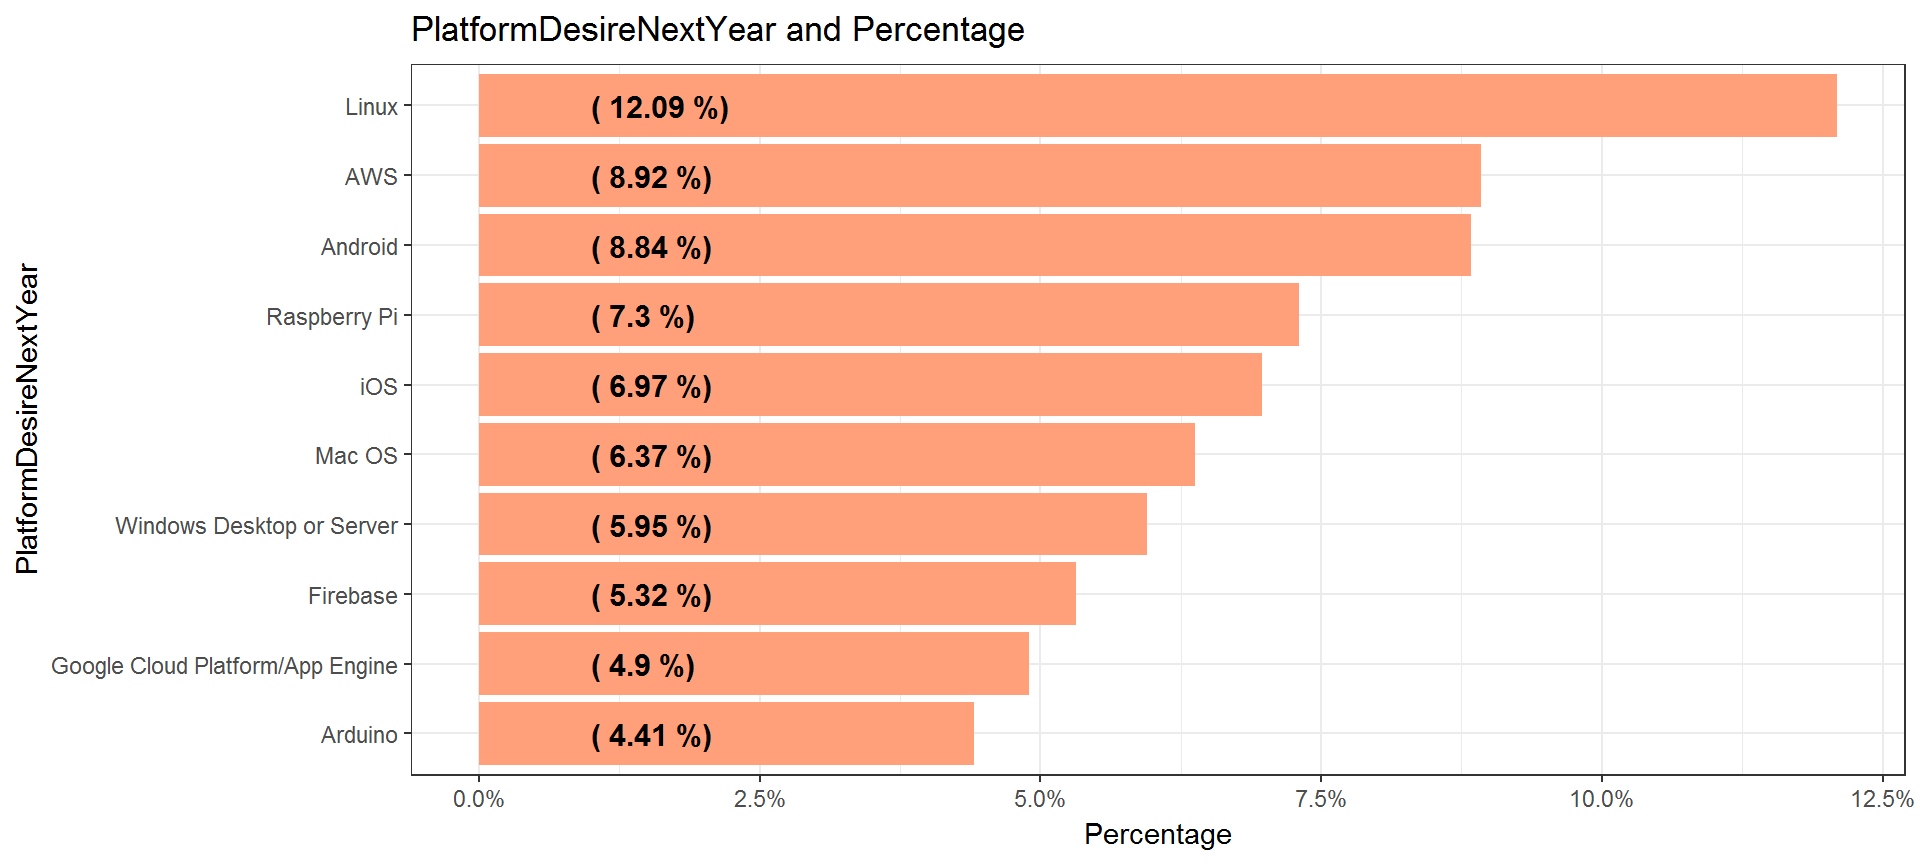 PlatformDesireNextYear and Percentage
PlatformDesireNextYear
Linux ( 12.09 %)
AWS ( 8.92 %)
Android ( 8.84 %)
Raspberry Pi ( 7.3 %)
iOS ( 6.97 %)
Mac OS ( 6.37 %)
Windows Desktop or Server ( 5.95 %)
Firebase ( 5.32 %)
Google Cloud Platform/App Engine ( 4.9 %)
Arduino ( 4.41 %)
0.0% 2.5% 5.0% 7.5% 10.0% 12.5%
Percentage